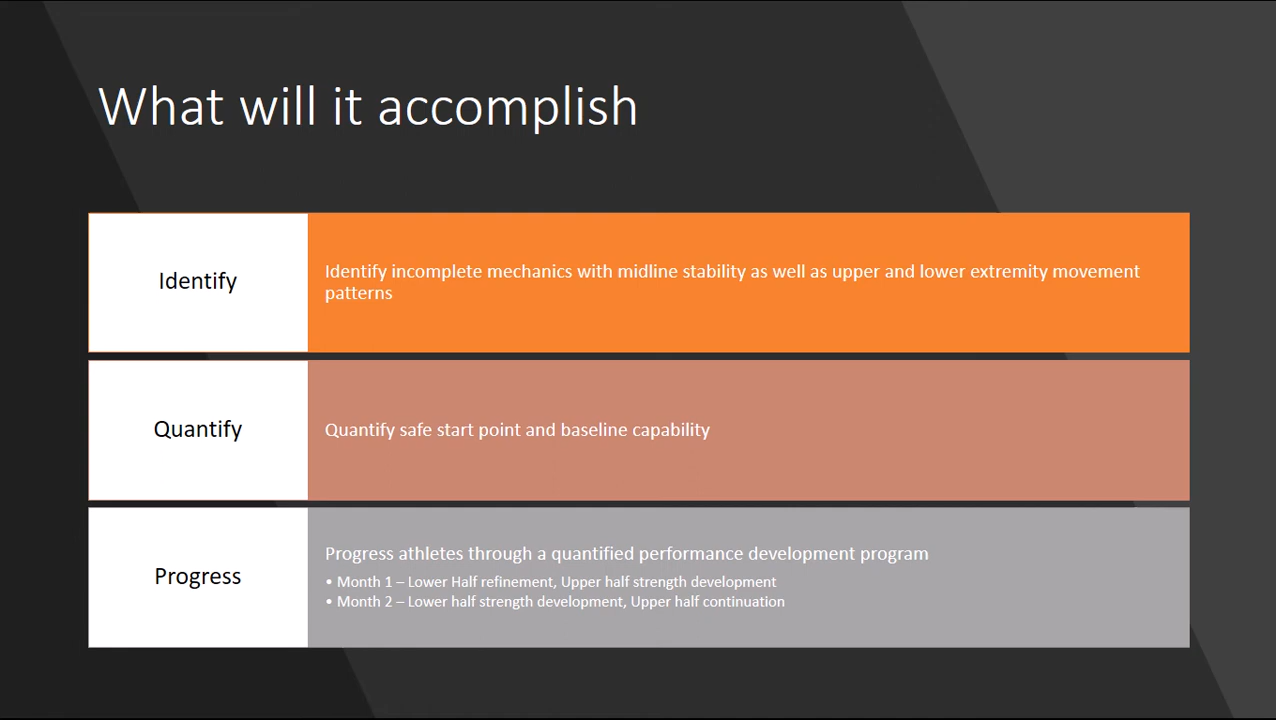 What will it accomplish
Identify
Identify incomplete mechanics with midline stability as well as upper and lower extremity movement
patterns
Quantify
Quantify safe start point and baseline capability
Progress
Progress athletes through a quantified performance development program
• Month 1 – Lower Half refinement, Upper half strength development
• Month 2 – Lower half strength development, Upper half continuation